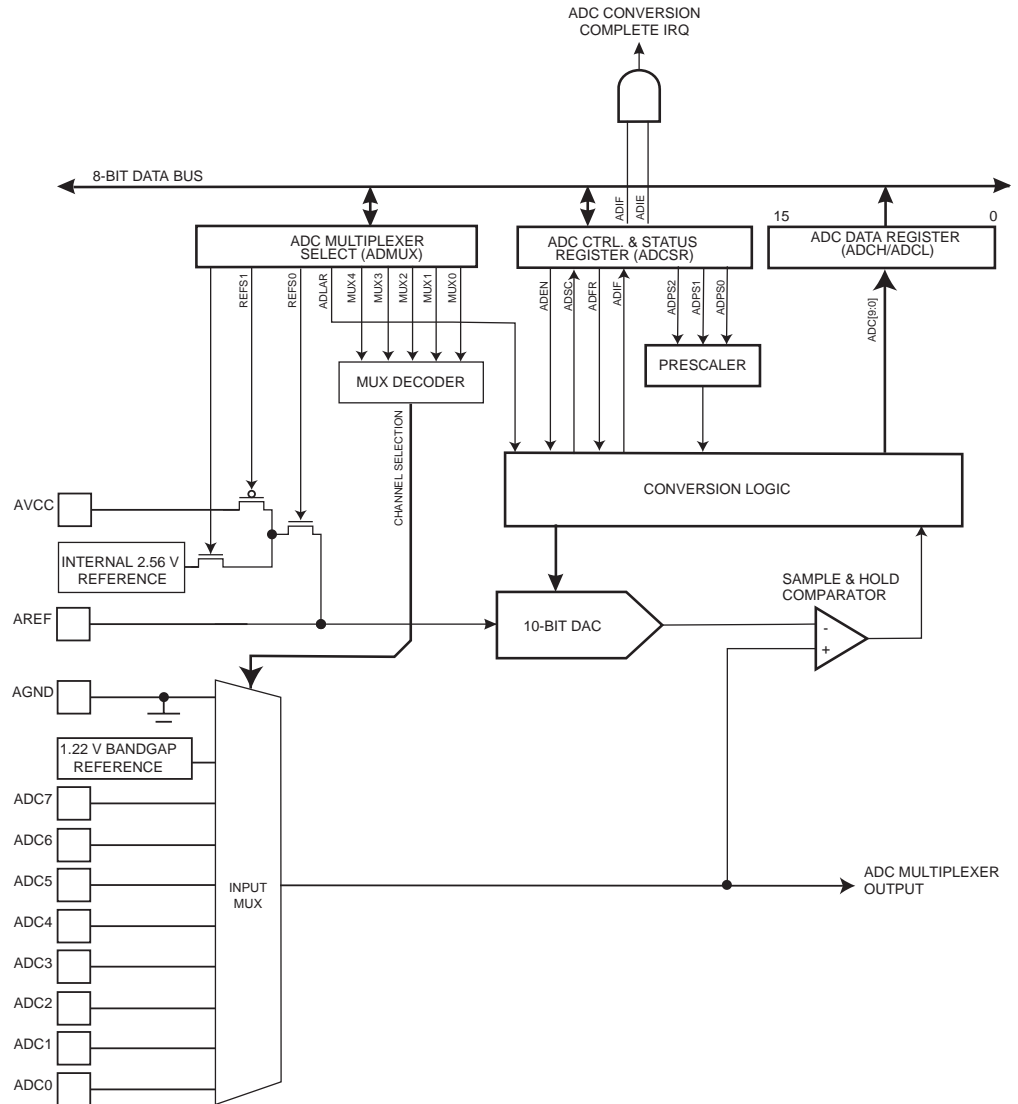 ADC CONVERSION
COMPLETE IRQ
8-BIT DATA BUS
ADIF
ADIE
15
0
ADC MULTIPLEXER
SELECT (ADMUX)
ADC CTRL. & STATUS
REGISTER (ADCSR)
ADC DATA REGISTER
(ADCH/ADCL)
REFS1
REFS0
ADLAR
MUX4
MUX3
MUX2
MUX1
MUX0
ADEN
ADSC
ADFR
ADIF
ADPS2
ADPS1
ADPS0
ADC[9:0]
MUX DECODER
PRESCALER
CHANNEL SELECTION
CONVERSION LOGIC
AVCC
INTERNAL 2.56 V
REFERENCE
SAMPLE & HOLD
COMPARATOR
AREF
10-BIT DAC
-
+
AGND
1.22 V BANDGAP
REFERENCE
ADC7
ADC6
ADC5
INPUT
MUX
ADC MULTIPLEXER
OUTPUT
ADC4
ADC3
ADC2
ADC1
ADC0